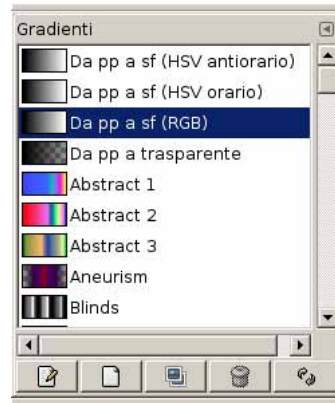 Gradienti
Da pp a sf (HSV antiorario)
Da pp a sf (HSV orario)
Da pp a sf (RGB)
Da pp a trasparente
Abstract 1
Abstract 2
Abstract 3
Aneurism
Blinds